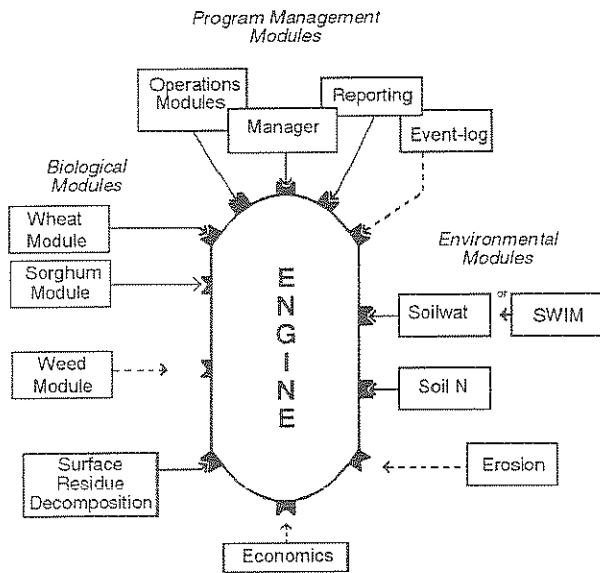 Program Management
Modules
Operations
Modules
Manager
Reporting
Event-log
Biological
Modules
Wheat
Module
Sorghum
Module
Weed
Module
Surface
Residue
Decomposition
ENGINE
Environmental
Modules
Soilwat
or
SWIM
Soil N
Erosion
Economics